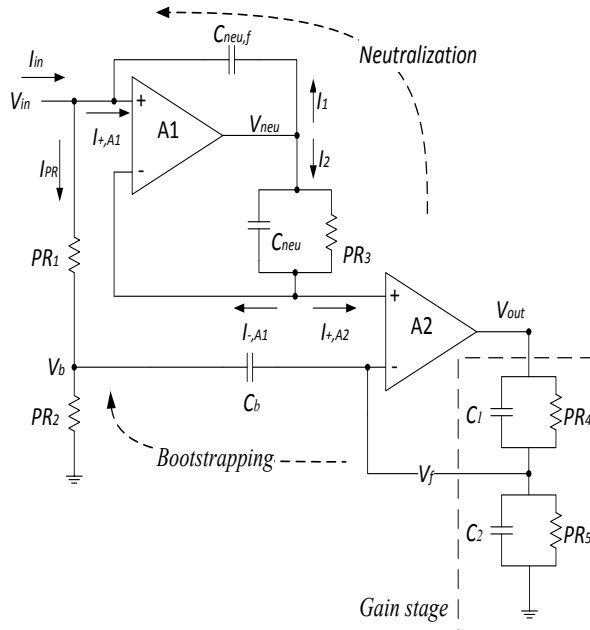 Cneu,f
Neutralization
Iin
Vin
+
A1
-
I+,A1
Vneu
I1
I2
IPR
Cneu
PR3
PR1
I-,A1
I+,A2
+
A2
-
Vout
Vb
Cb
PR2
Bootstrapping
C1
PR4
Vf
C2
PR5
Gain stage